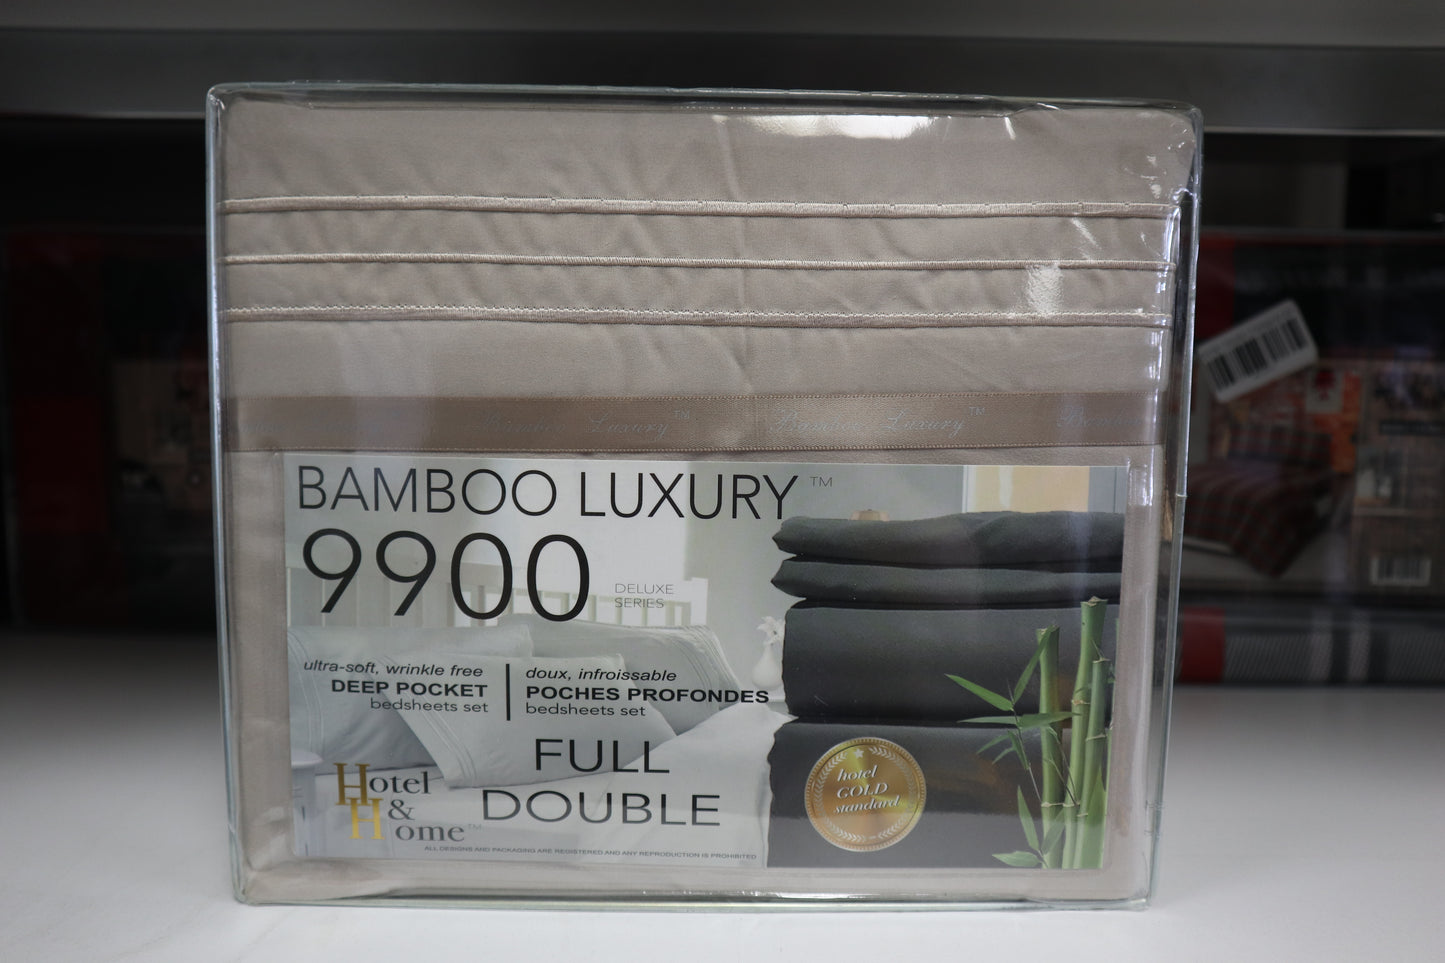 Bamboo Luxury™ Bamboo Luxury™
BAMBOO LUXURY™
9900
DELUXE
SERIES
ultra-soft, wrinkle free
DEEP POCKET
bedsheets set
doux, infroissable
POCHES PROFONDES
bedsheets set
FULL
DOUBLE
Hotel
&
Home™
hotel
GOLD
standard
ALL DESIGNS AND PACKAGING ARE REGISTERED AND ANY REPRODUCTION IS PROHIBITED